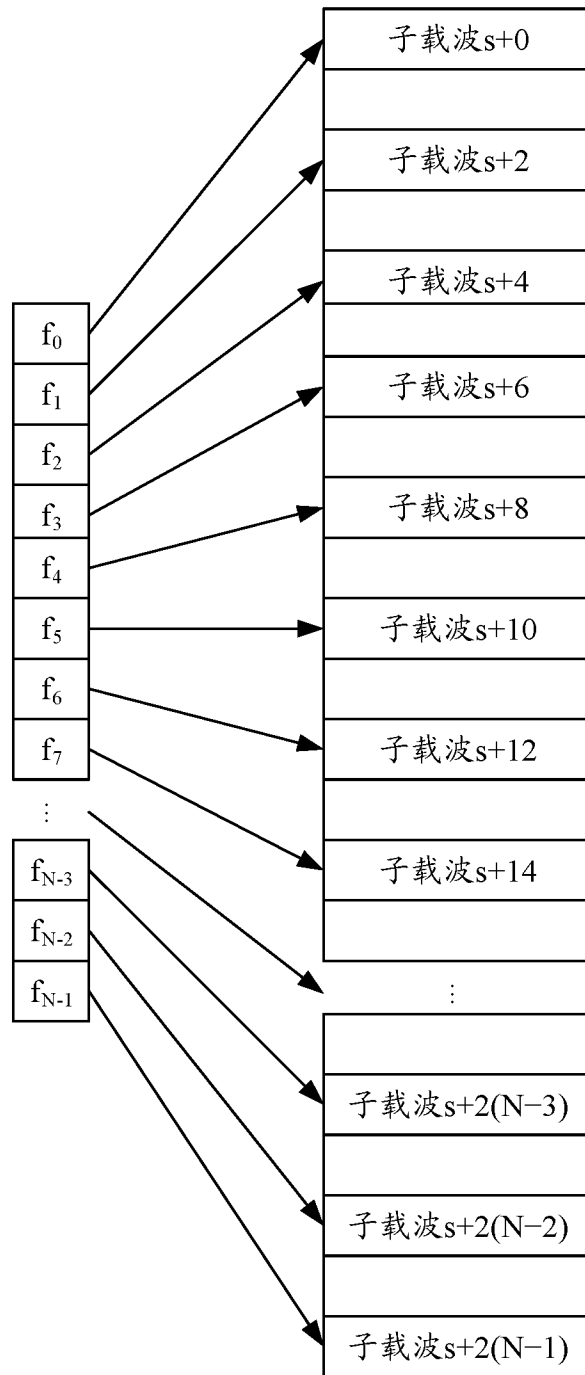 f₀
f₁
f₂
f₃
f₄
f₅
f₆
f₇
⋮
f_{N-3}
f_{N-2}
f_{N-1}
子载波s+0
子载波s+2
子载波s+4
子载波s+6
子载波s+8
子载波s+10
子载波s+12
子载波s+14
⋮
子载波s+2(N−3)
子载波s+2(N−2)
子载波s+2(N−1)